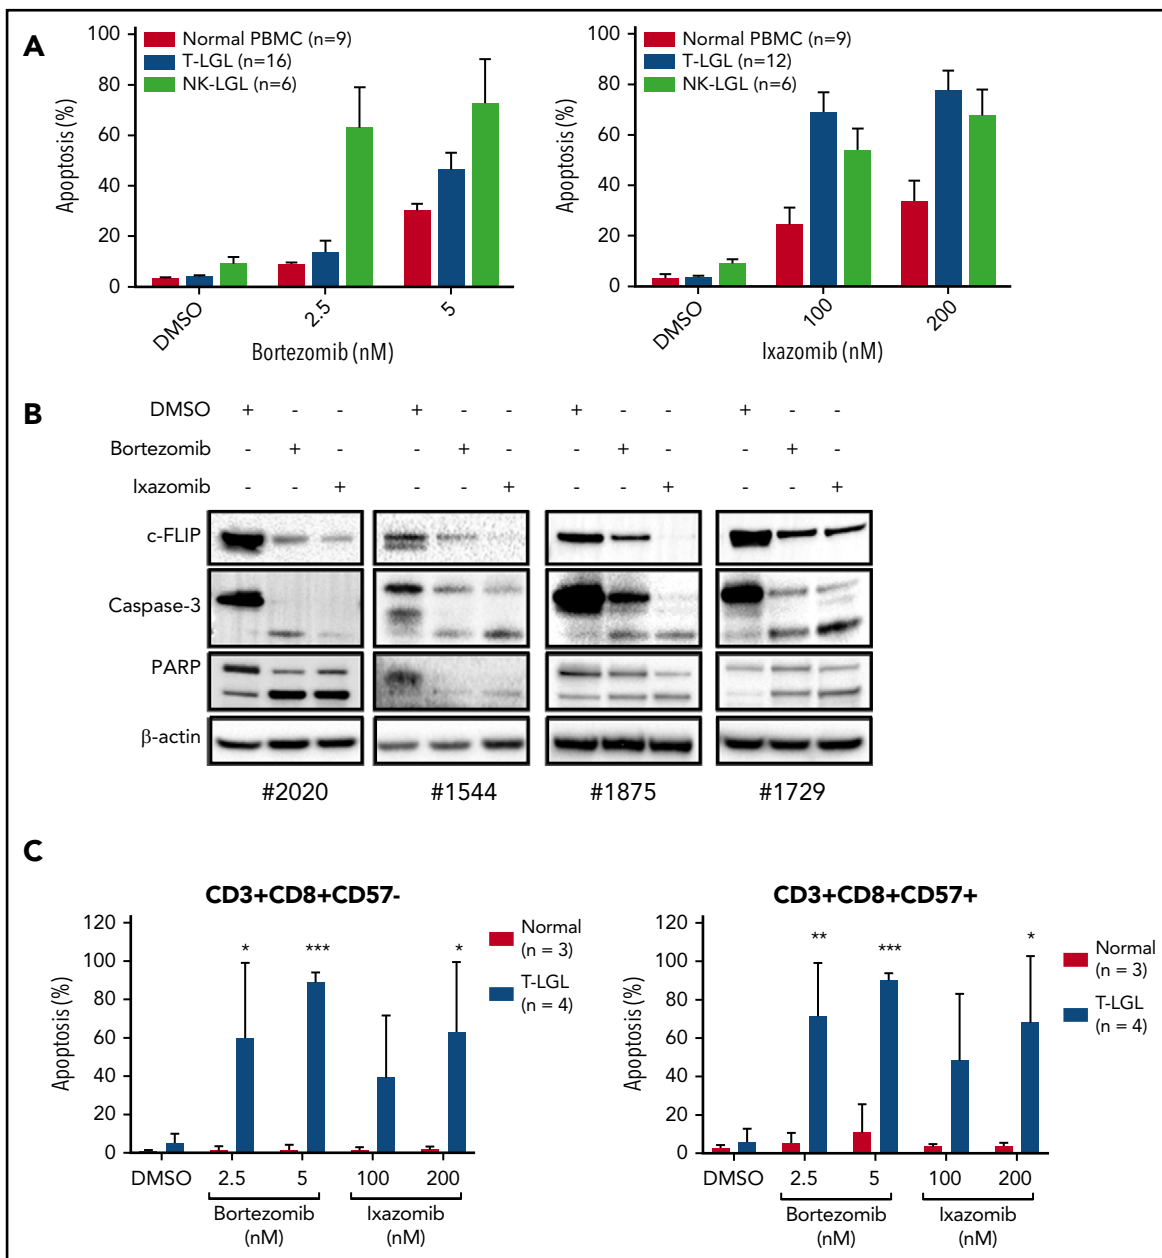 A
100
80
60
40
20
0
Apoptosis (%)
Normal PBMC (n=9)
T-LGL (n=16)
NK-LGL (n=6)
DMSO
2.5
5
Bortezomib (nM)
100
80
60
40
20
0
Apoptosis (%)
Normal PBMC (n=9)
T-LGL (n=12)
NK-LGL (n=6)
DMSO
100
200
Ixazomib (nM)
B
DMSO + - - + - - + - - + - -
Bortezomib - + - - + - - + - - + -
Ixazomib - - + - - + - - + - - +
c-FLIP
Caspase-3
PARP
β-actin
#2020 #1544 #1875 #1729
C
CD3+CD8+CD57-
120
100
80
60
40
20
0
Apoptosis (%)
* *** *
Normal
(n = 3)
T-LGL
(n = 4)
DMSO 2.5 5 100 200
Bortezomib Ixazomib
(nM) (nM)
CD3+CD8+CD57+
120
100
80
60
40
20
0
Apoptosis (%)
** *** *
Normal
(n = 3)
T-LGL
(n = 4)
DMSO 2.5 5 100 200
Bortezomib Ixazomib
(nM) (nM)